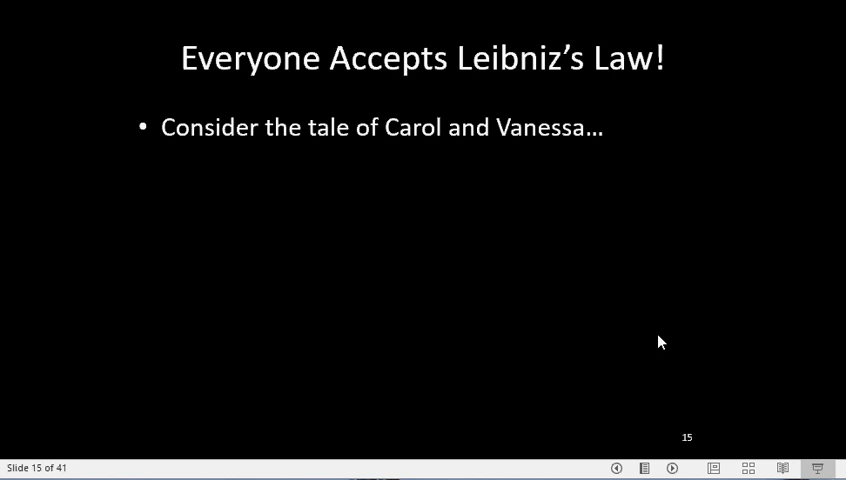 Everyone Accepts Leibniz’s Law!
• Consider the tale of Carol and Vanessa…
15
Slide 15 of 41